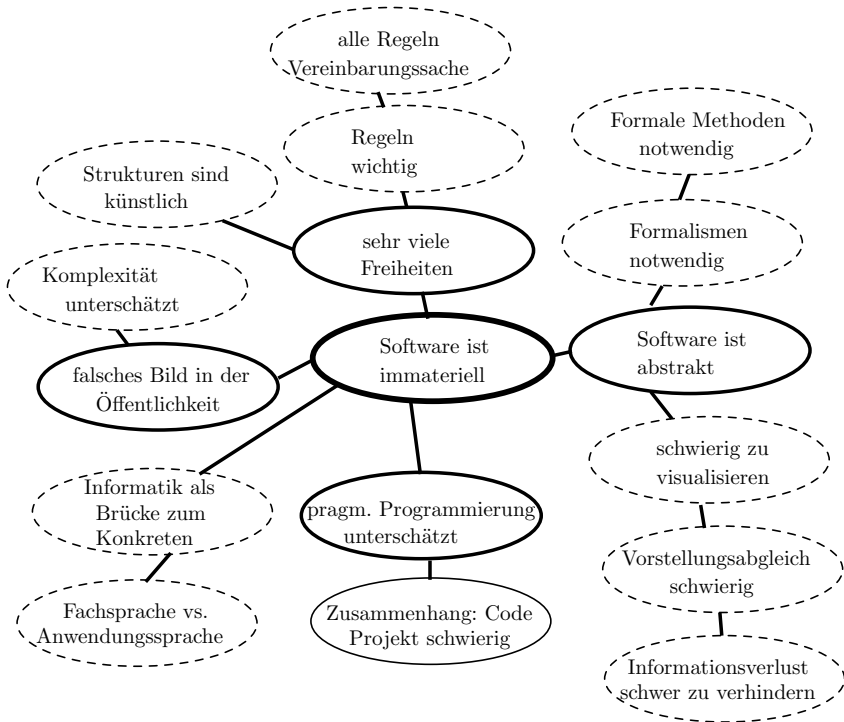 alle Regeln
Vereinbarungssache
Regeln
wichtig
Formale Methoden
notwendig
Strukturen sind
künstlich
sehr viele
Freiheiten
Formalismen
notwendig
Komplexität
unterschätzt
Software ist
immateriell
Software ist
abstrakt
falsches Bild in der
Öffentlichkeit
schwierig zu
visualisieren
Informatik als
Brücke zum
Konkreten
pragm. Programmierung
unterschätzt
Vorstellungsabgleich
schwierig
Fachsprache vs.
Anwendungssprache
Zusammenhang: Code
Projekt schwierig
Informationsverlust
schwer zu verhindern